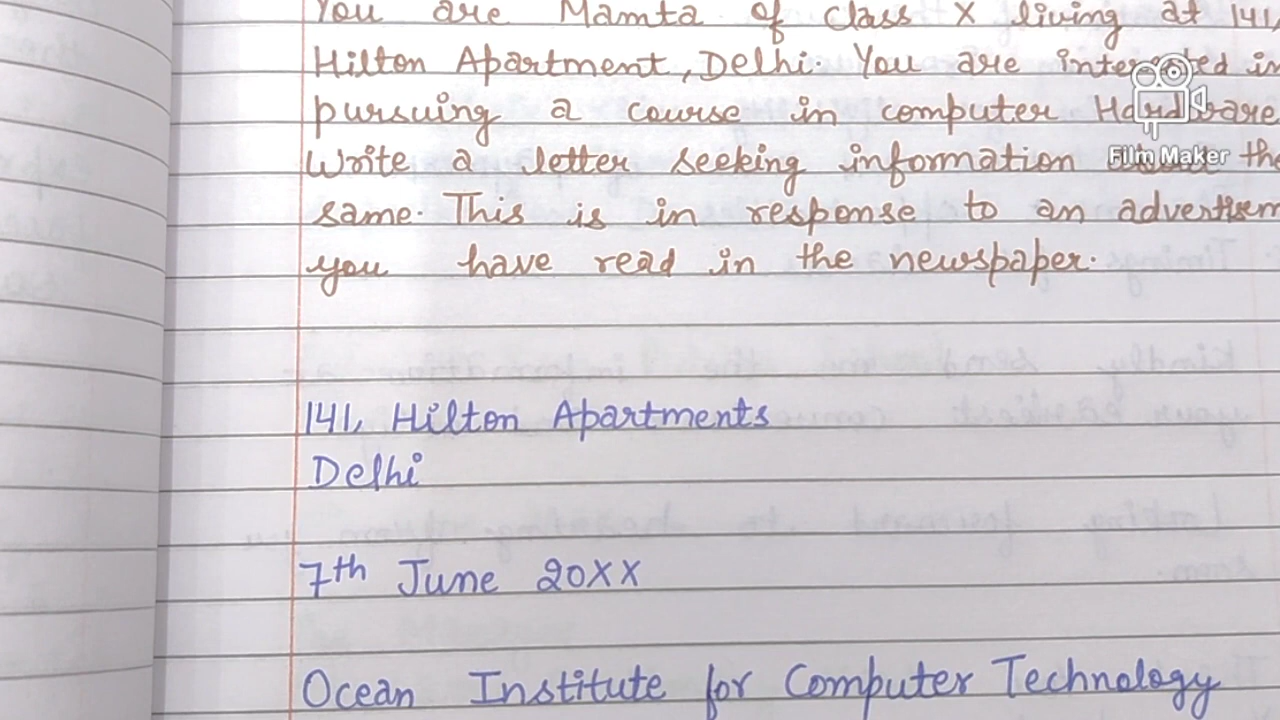 You are Mamta of class X living at 141,
Hilton Apartment, Delhi. You are interested in
pursuing a course in computer Hardware.
Write a letter seeking information
same. This is in response to an
you have read in the newspaper.
141, Hilton Apartments
Delhi
7th June 20XX
Ocean Institute for Computer Technology
Film Maker